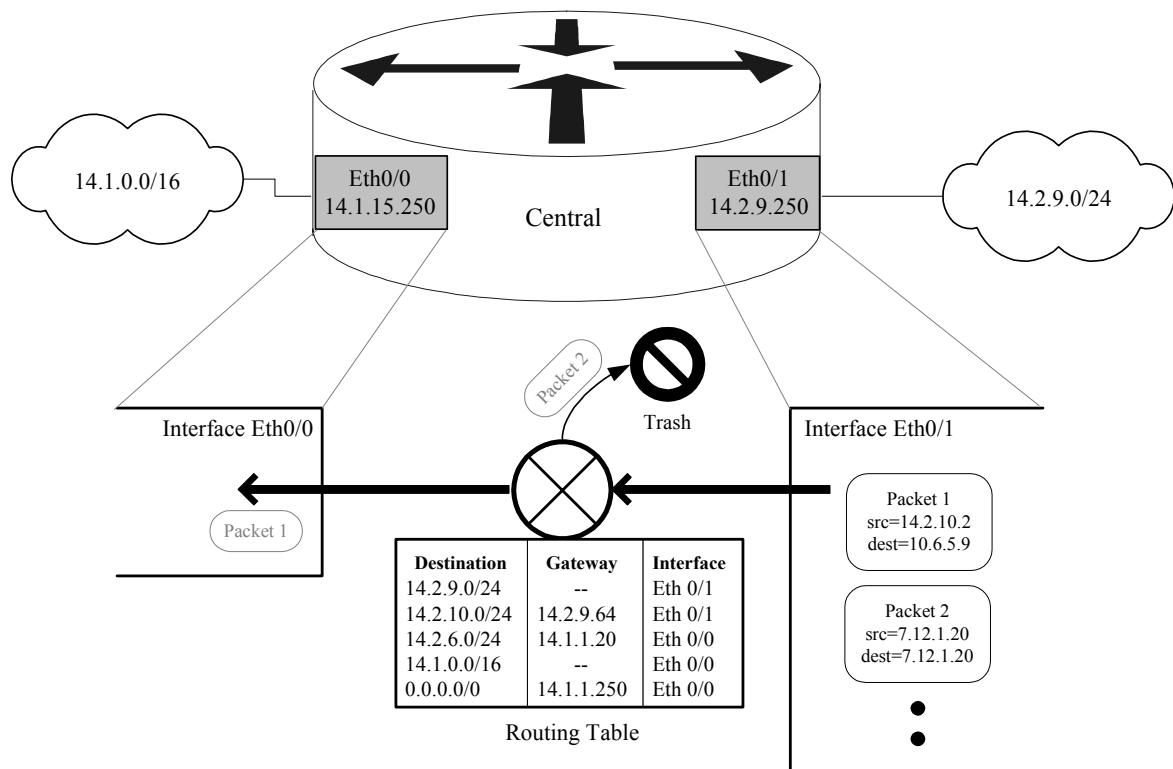 14.1.0.0/16
Eth0/0
14.1.15.250
Central
Eth0/1
14.2.9.250
14.2.9.0/24
Packet 2
Trash
Interface Eth0/0
Interface Eth0/1
Packet 1
Packet 1
src=14.2.10.2
dest=10.6.5.9
Packet 2
src=7.12.1.20
dest=7.12.1.20
Destination Gateway Interface
14.2.9.0/24 -- Eth 0/1
14.2.10.0/24 14.2.9.64 Eth 0/1
14.2.6.0/24 14.1.1.20 Eth 0/0
14.1.0.0/16 -- Eth 0/0
0.0.0.0/0 14.1.1.250 Eth 0/0
Routing Table